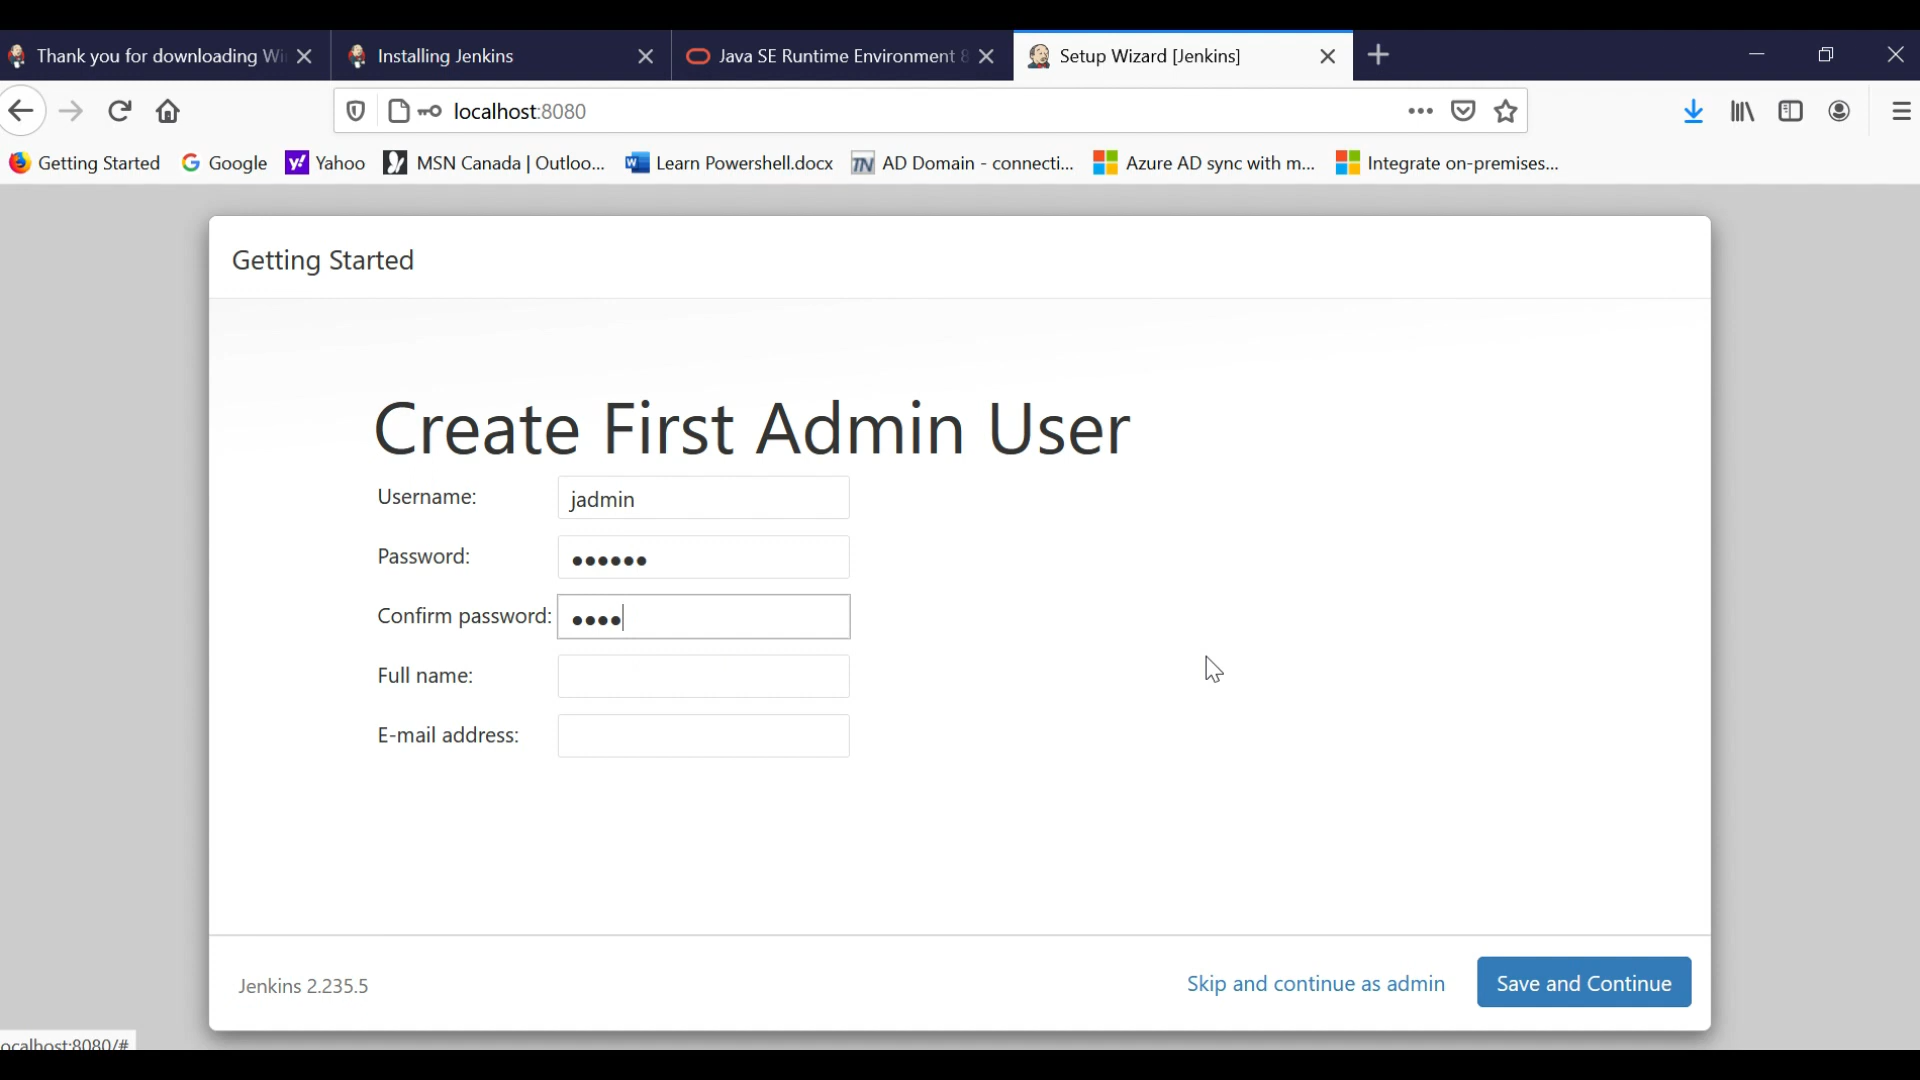 Thank you for downloading Wi
Installing Jenkins
Java SE Runtime Environment 8
Setup Wizard [Jenkins]
localhost:8080
Getting Started
Google
Yahoo
MSN Canada | Outloo...
Learn Powershell.docx
AD Domain - connecti...
Azure AD sync with m...
Integrate on-premises...
Getting Started
Create First Admin User
Username: jadmin
Password: ••••••
Confirm password: ••••
Full name:
E-mail address:
Jenkins 2.235.5
Skip and continue as admin
Save and Continue
ocalhost:8080/#